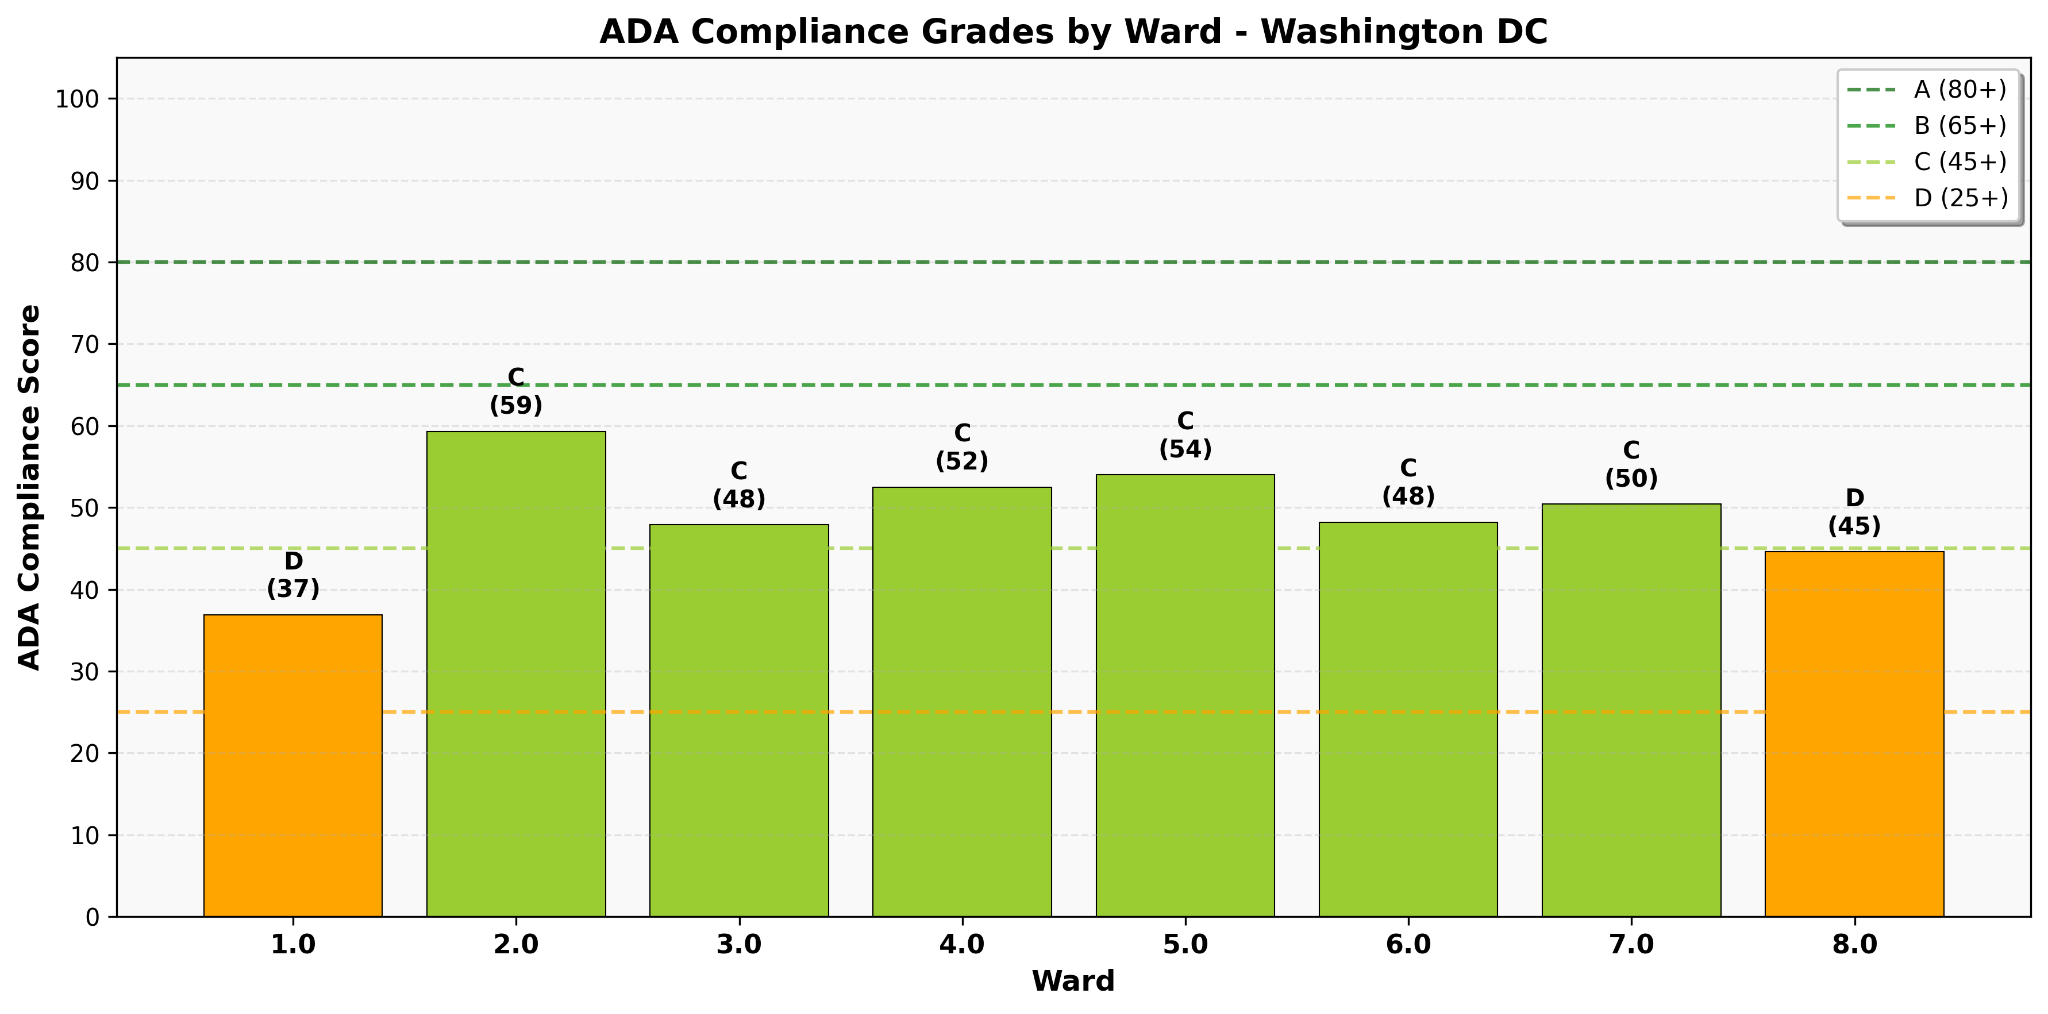 ADA Compliance Grades by Ward - Washington DC
A (80+)
B (65+)
C (45+)
D (25+)
ADA Compliance Score
100
90
80
70
60
50
40
30
20
10
0
D
(37)
C
(59)
C
(48)
C
(52)
C
(54)
C
(48)
C
(50)
D
(45)
1.0 2.0 3.0 4.0 5.0 6.0 7.0 8.0
Ward